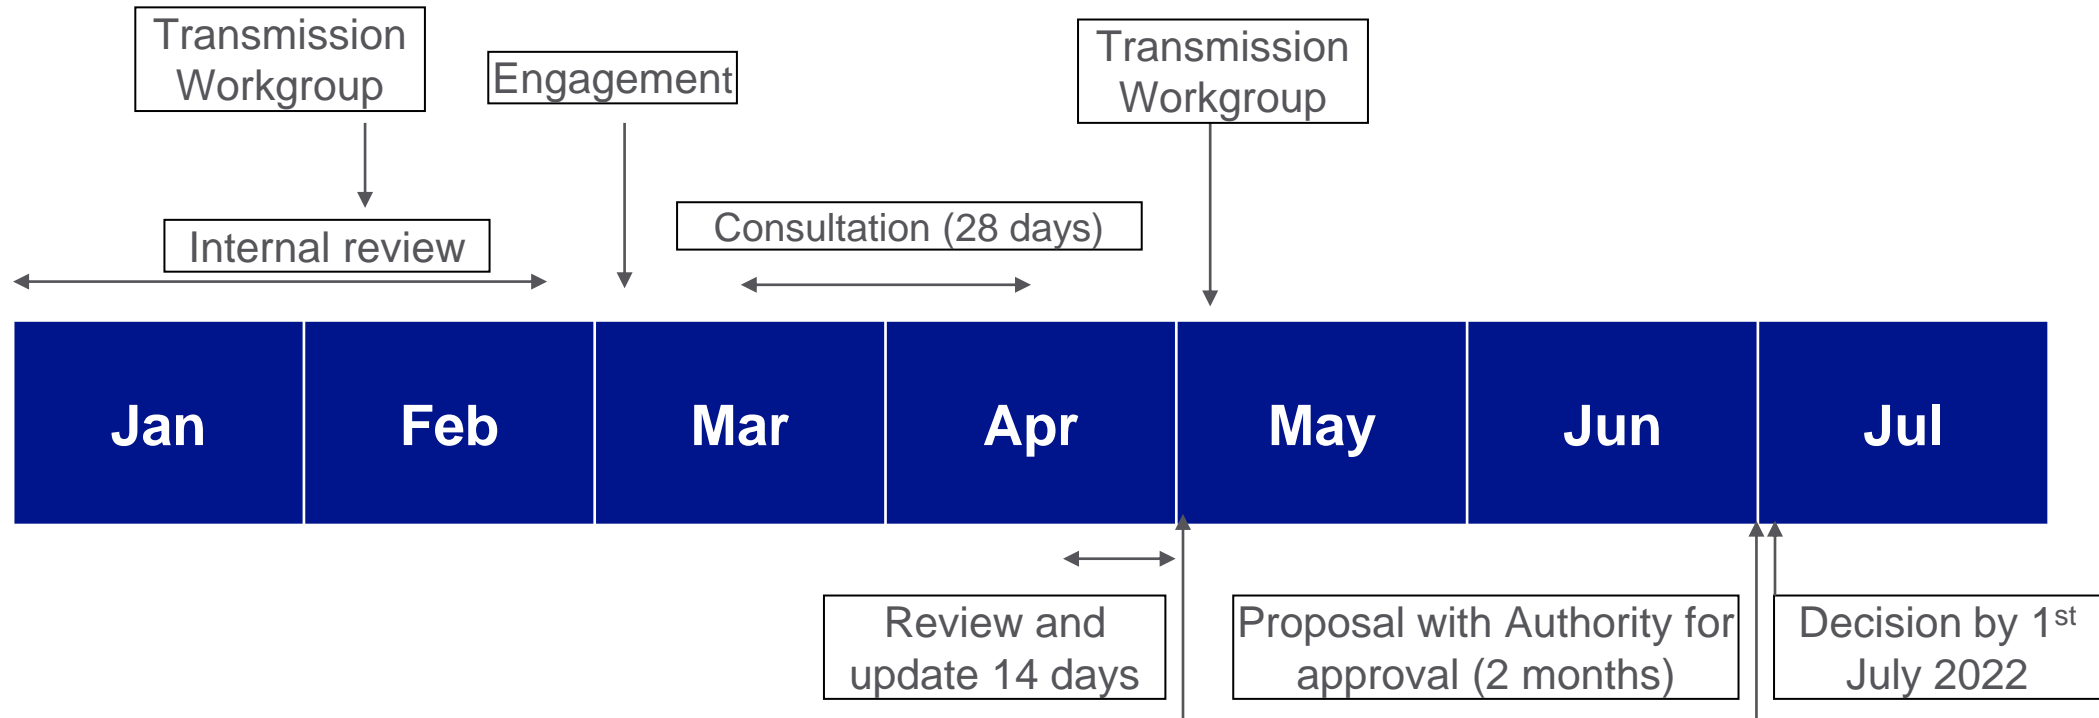 Transmission
Workgroup
Engagement
Transmission
Workgroup
Internal review
Consultation (28 days)
Jan
Feb
Mar
Apr
May
Jun
Jul
Review and
update 14 days
Proposal with Authority for
approval (2 months)
Decision by 1st
July 2022